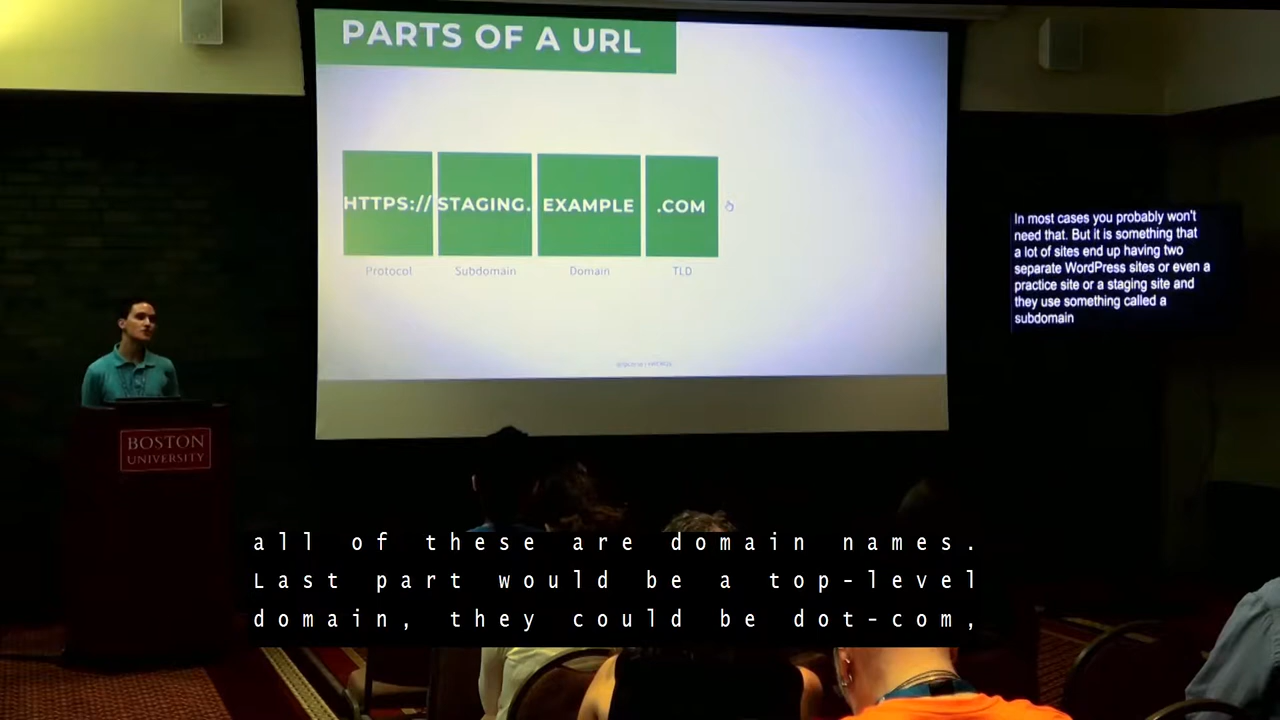 PARTS OF A URL
HTTPS:// STAGING. EXAMPLE .COM
Protocol Subdomain Domain TLD
In most cases you probably won't
need that. But it is something that
a lot of sites end up having two
separate WordPress sites or even a
practice site or a staging site and
they use something called a
subdomain
BOSTON
UNIVERSITY
all of these are domain names.
Last part would be a top-level
domain, they could be dot-com,